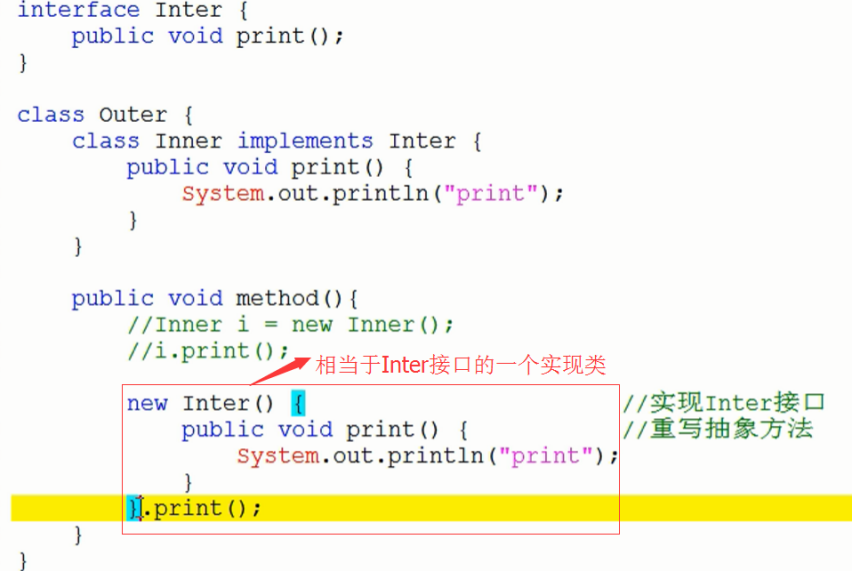 interface Inter {
    public void print();
}
class Outer {
    class Inner implements Inter {
        public void print() {
            System.out.println("print");
        }
    }
    public void method(){
        //Inner i = new Inner();
        //i.print();
相当于Inter接口的一个实现类
        new Inter() { //实现Inter接口
            public void print() { //重写抽象方法
                System.out.println("print");
            }
        }.print();
    }
}